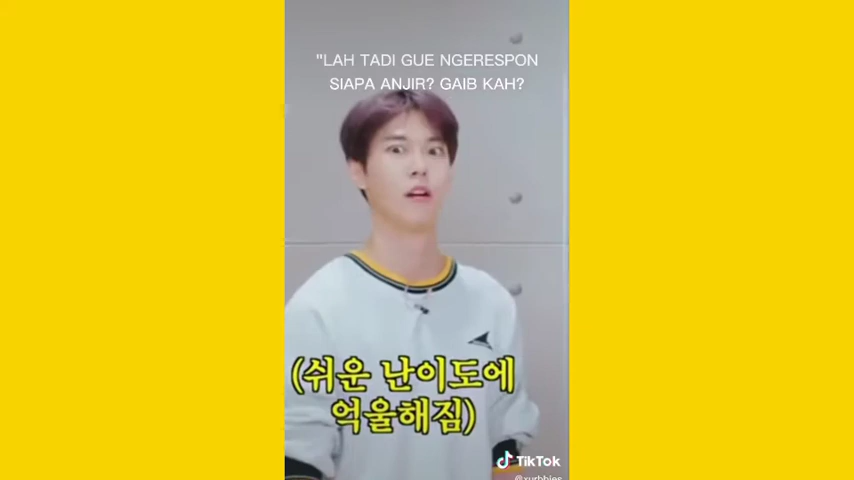 "LAH TADI GUE NGERESPON
SIAPA ANJIR? GAIB KAH?
(쉬운 난이도에
억울해짐)
TikTok
@xurbbies